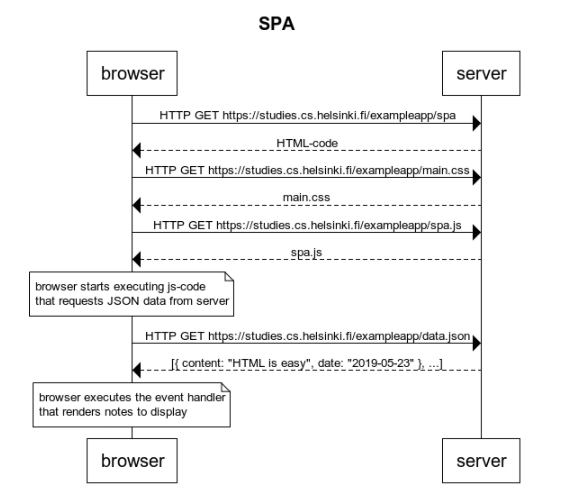 SPA
browser
server
HTTP GET https://studies.cs.helsinki.fi/exampleapp/spa
HTML-code
HTTP GET https://studies.cs.helsinki.fi/exampleapp/main.css
main.css
HTTP GET https://studies.cs.helsinki.fi/exampleapp/spa.js
spa.js
browser starts executing js-code
that requests JSON data from server
HTTP GET https://studies.cs.helsinki.fi/exampleapp/data.json
[{ content: "HTML is easy", date: "2019-05-23" }, ...]
browser executes the event handler
that renders notes to display
browser
server